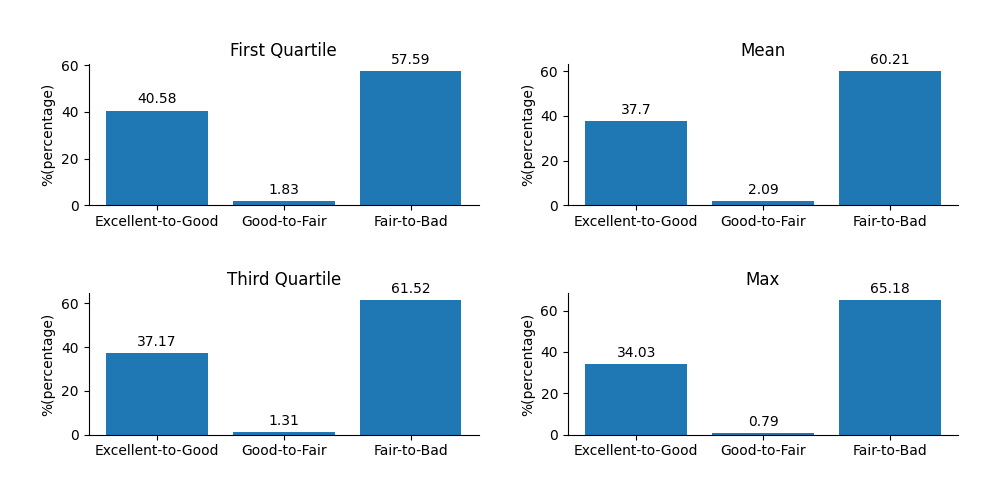 First Quartile
%(percentage)
60
40
20
0
40.58
1.83
57.59
Excellent-to-Good
Good-to-Fair
Fair-to-Bad
Mean
%(percentage)
60
40
20
0
37.7
2.09
60.21
Excellent-to-Good
Good-to-Fair
Fair-to-Bad
Third Quartile
%(percentage)
60
40
20
0
37.17
1.31
61.52
Excellent-to-Good
Good-to-Fair
Fair-to-Bad
Max
%(percentage)
60
40
20
0
34.03
0.79
65.18
Excellent-to-Good
Good-to-Fair
Fair-to-Bad